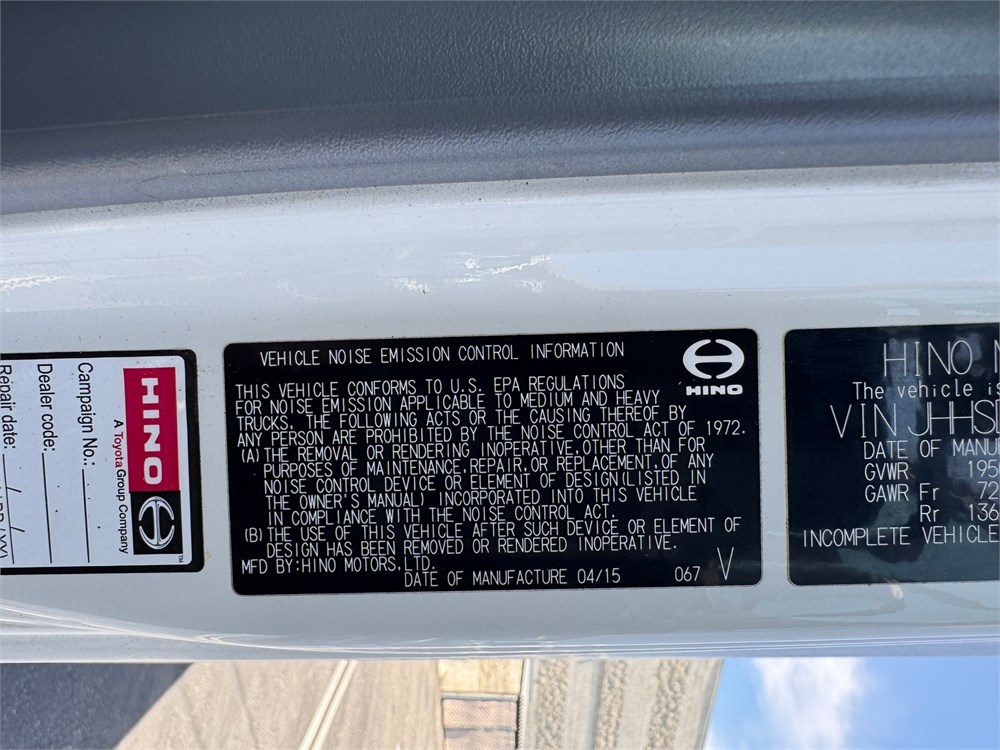 HINO
A Toyota Group Company
Campaign No.:
Dealer code:
Repair date:
VEHICLE NOISE EMISSION CONTROL INFORMATION
HINO
THIS VEHICLE CONFORMS TO U.S. EPA REGULATIONS
FOR NOISE EMISSION APPLICABLE TO MEDIUM AND HEAVY
TRUCKS. THE FOLLOWING ACTS OR THE CAUSING THEREOF BY
ANY PERSON ARE PROHIBITED BY THE NOISE CONTROL ACT OF 1972.
(A) THE REMOVAL OR RENDERING INOPERATIVE, OTHER THAN FOR
PURPOSES OF MAINTENANCE, REPAIR, OR REPLACEMENT, OF ANY
NOISE CONTROL DEVICE OR ELEMENT OF DESIGN(LISTED IN
THE OWNER'S MANUAL) INCORPORATED INTO THIS VEHICLE
IN COMPLIANCE WITH THE NOISE CONTROL ACT.
(B) THE USE OF THIS VEHICLE AFTER SUCH DEVICE OR ELEMENT OF
DESIGN HAS BEEN REMOVED OR RENDERED INOPERATIVE.
MFD BY:HINO MOTORS,LTD.
DATE OF MANUFACTURE 04/15 067 V
HINO
The vehicle is
VIN JHHS
DATE OF MANU
GVWR 195
GAWR Fr 72
Rr 136
INCOMPLETE VEHICLE